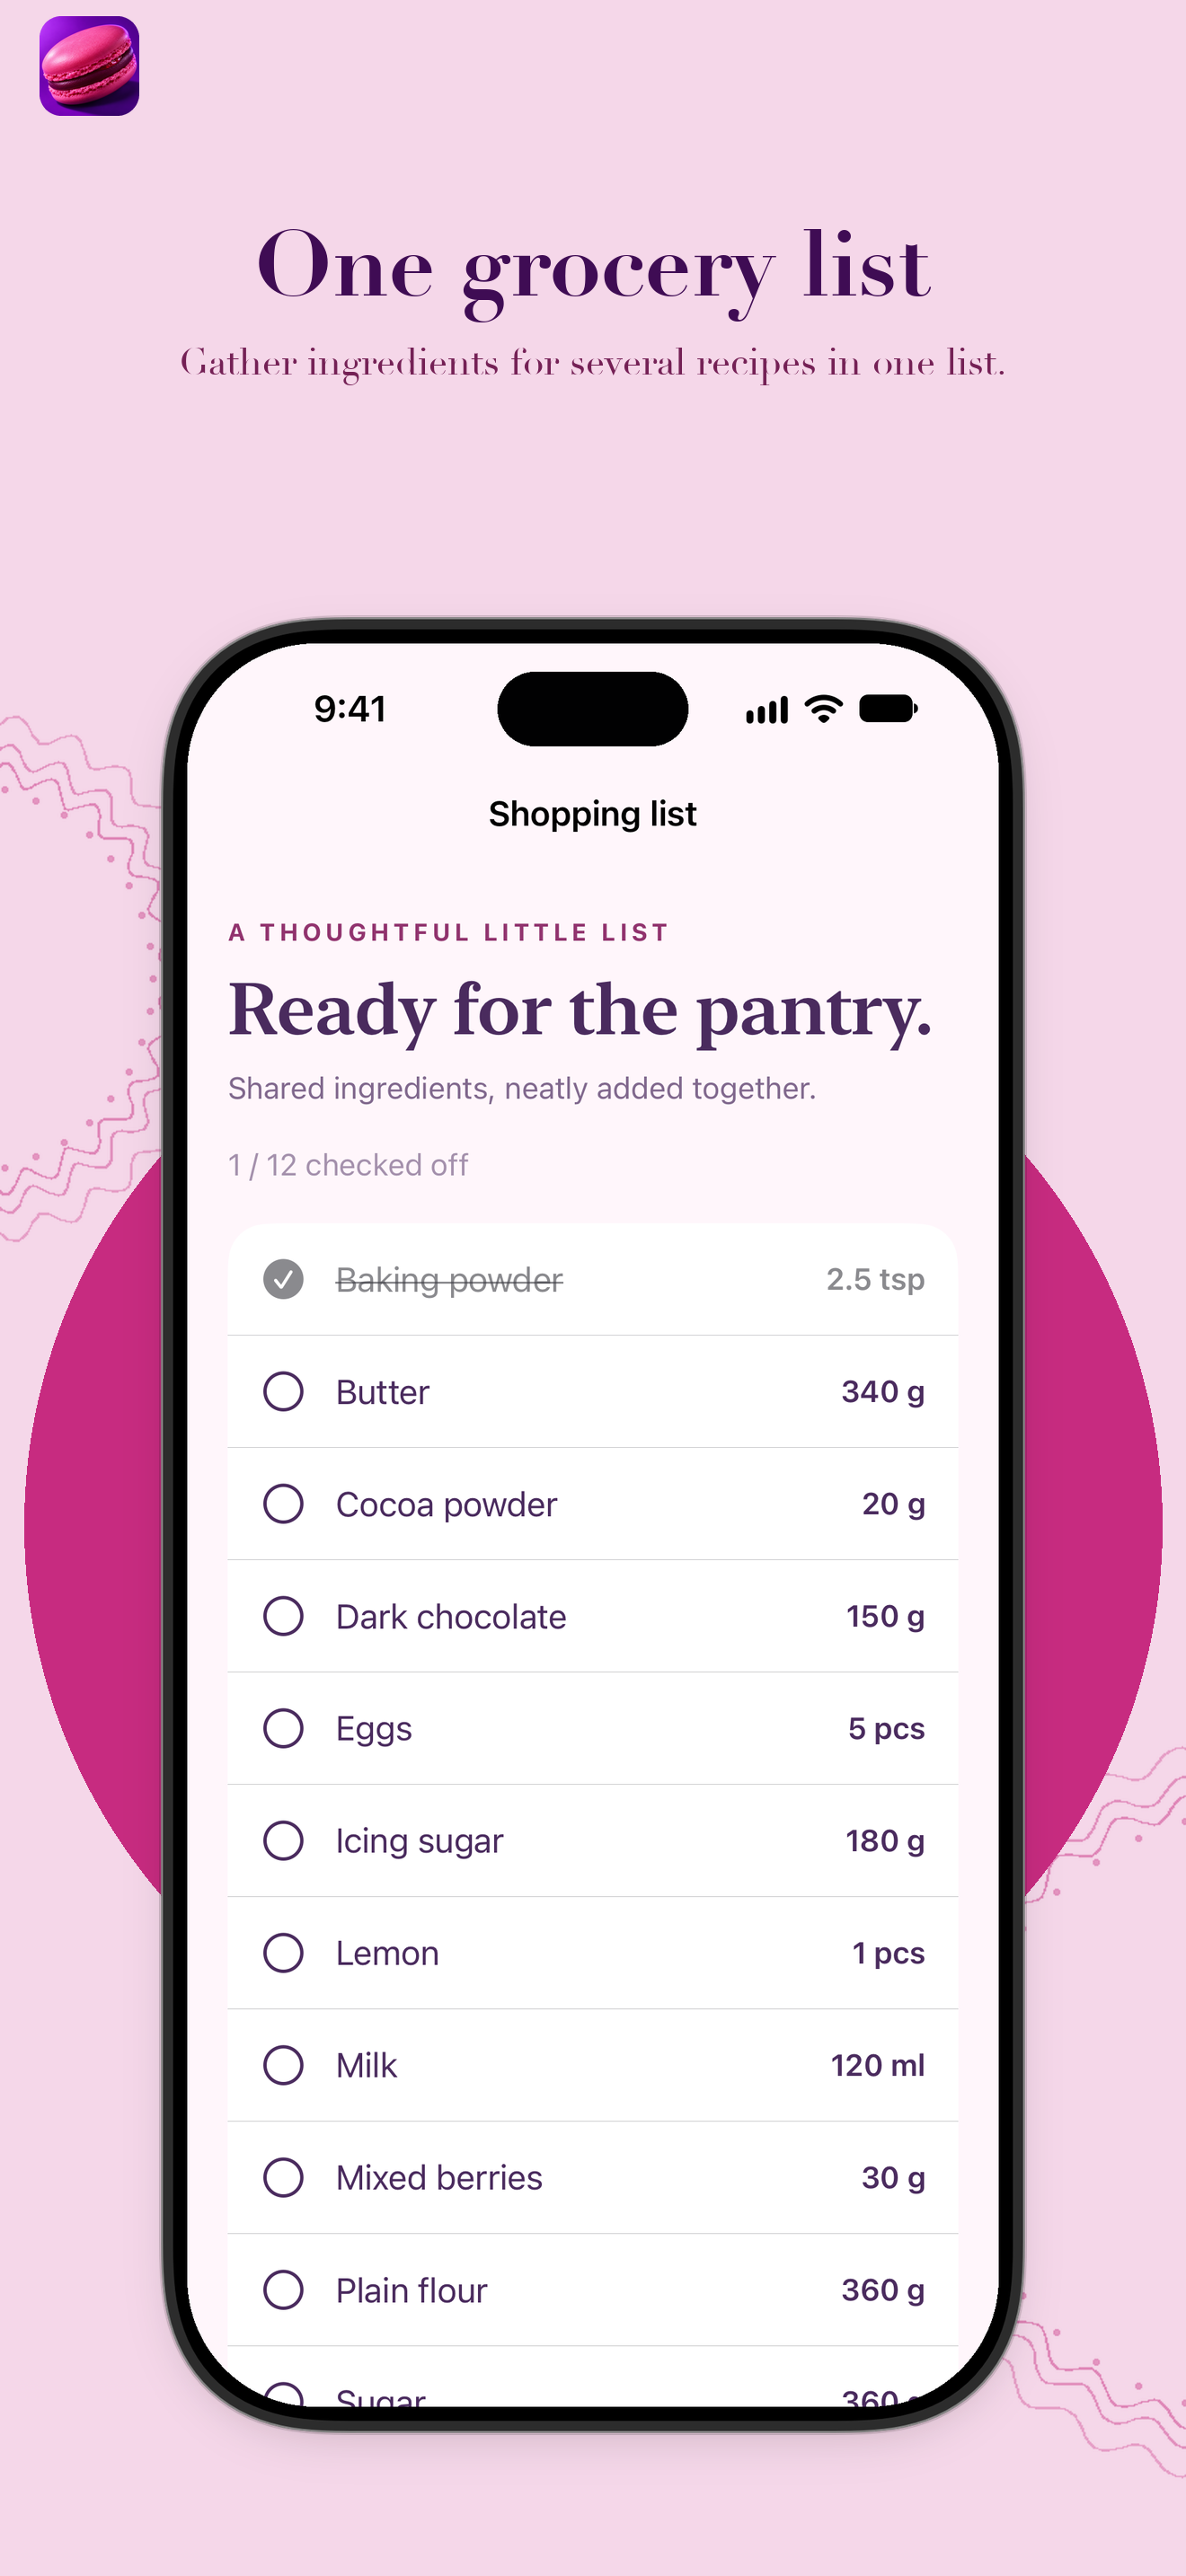 One grocery list
Gather ingredients for several recipes in one list.
9:41
Shopping list
A THOUGHTFUL LITTLE LIST
Ready for the pantry.
Shared ingredients, neatly added together.
1 / 12 checked off
Baking powder 2.5 tsp
Butter 340 g
Cocoa powder 20 g
Dark chocolate 150 g
Eggs 5 pcs
Icing sugar 180 g
Lemon 1 pcs
Milk 120 ml
Mixed berries 30 g
Plain flour 360 g
Sugar 360 g